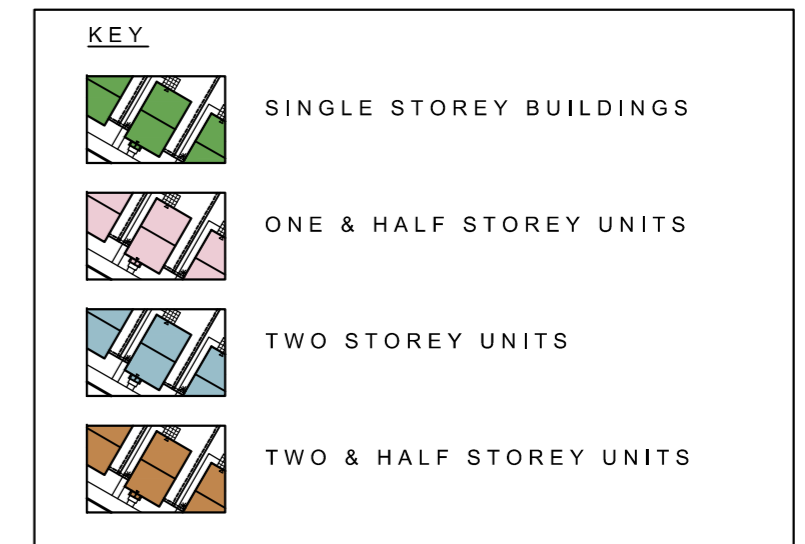 KEY
SINGLE STOREY BUILDINGS
ONE & HALF STOREY UNITS
TWO STOREY UNITS
TWO & HALF STOREY UNITS